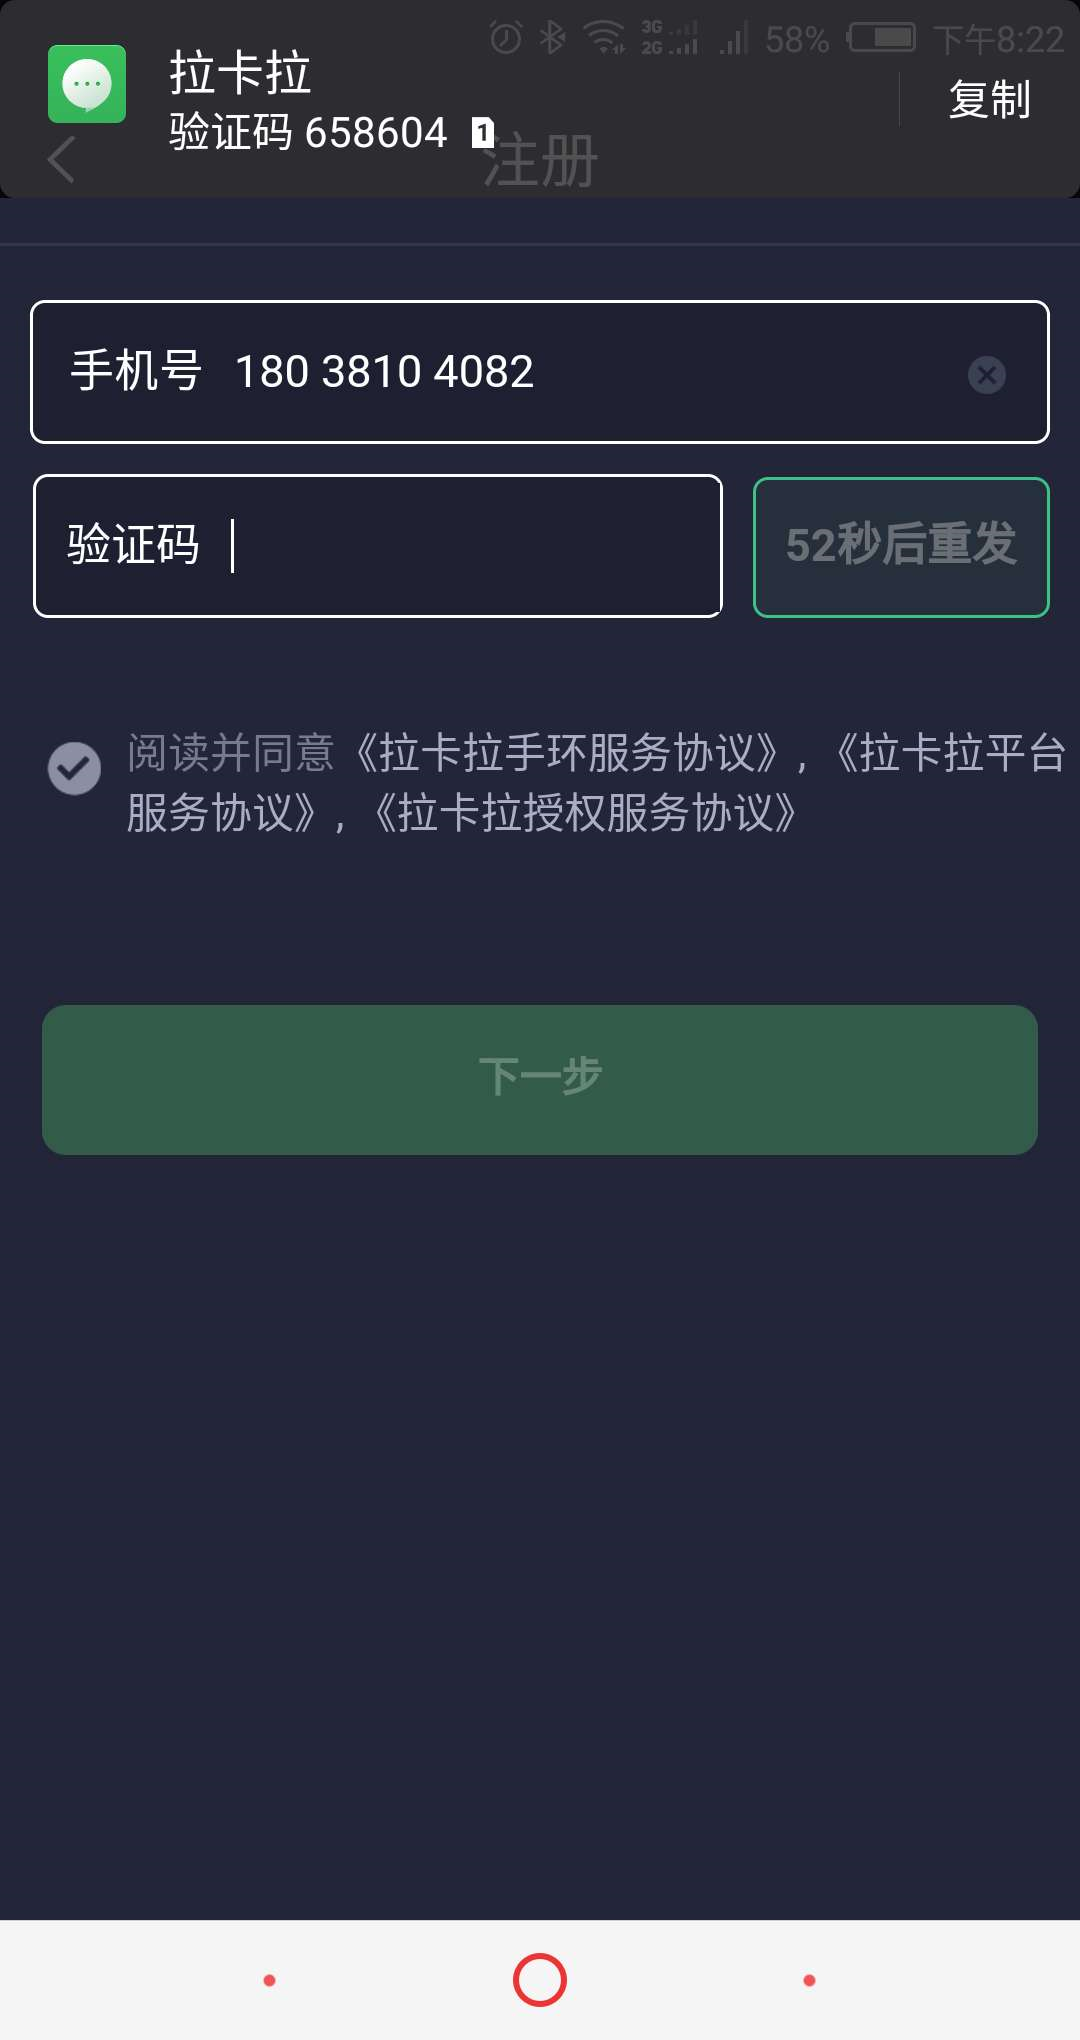 3G
2G
58%
下午8:22
拉卡拉
复制
验证码 658604
1
注册
手机号 180 3810 4082
验证码
52秒后重发
阅读并同意《拉卡拉手环服务协议》, 《拉卡拉平台
服务协议》, 《拉卡拉授权服务协议》
下一步